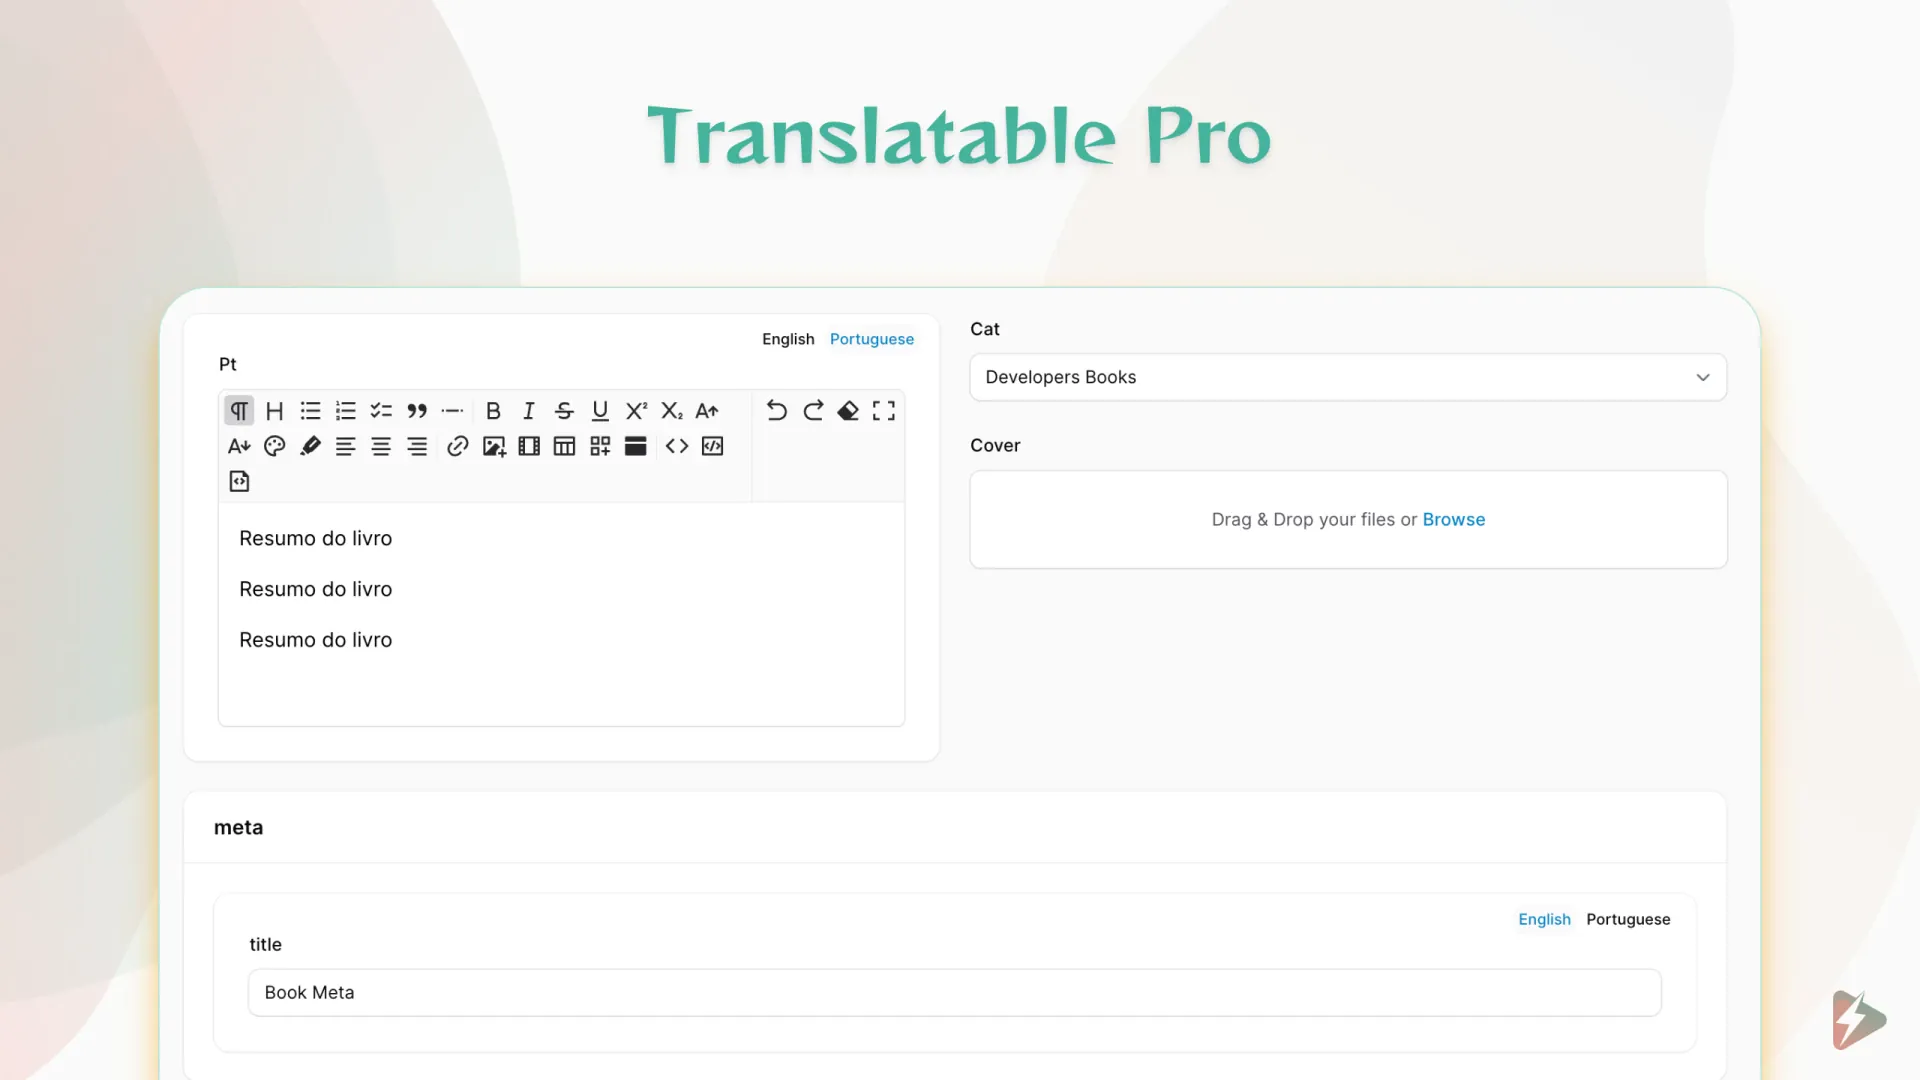 Translatable Pro
English Portuguese
Pt
Resumo do livro
Resumo do livro
Resumo do livro
Cat
Developers Books
Cover
Drag & Drop your files or Browse
meta
English Portuguese
title
Book Meta